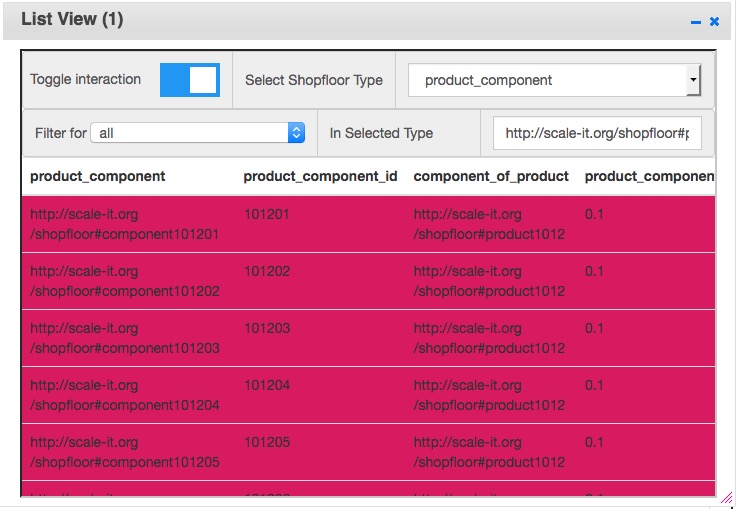 List View (1)
Toggle interaction
Select Shopfloor Type
product_component
Filter for
all
In Selected Type
http://scale-it.org/shopfloor#p
product_component product_component_id component_of_product product_componen
http://scale-it.org 101201 http://scale-it.org 0.1
/shopfloor#component101201 /shopfloor#product1012
http://scale-it.org 101202 http://scale-it.org 0.1
/shopfloor#component101202 /shopfloor#product1012
http://scale-it.org 101203 http://scale-it.org 0.1
/shopfloor#component101203 /shopfloor#product1012
http://scale-it.org 101204 http://scale-it.org 0.1
/shopfloor#component101204 /shopfloor#product1012
http://scale-it.org 101205 http://scale-it.org 0.1
/shopfloor#component101205 /shopfloor#product1012